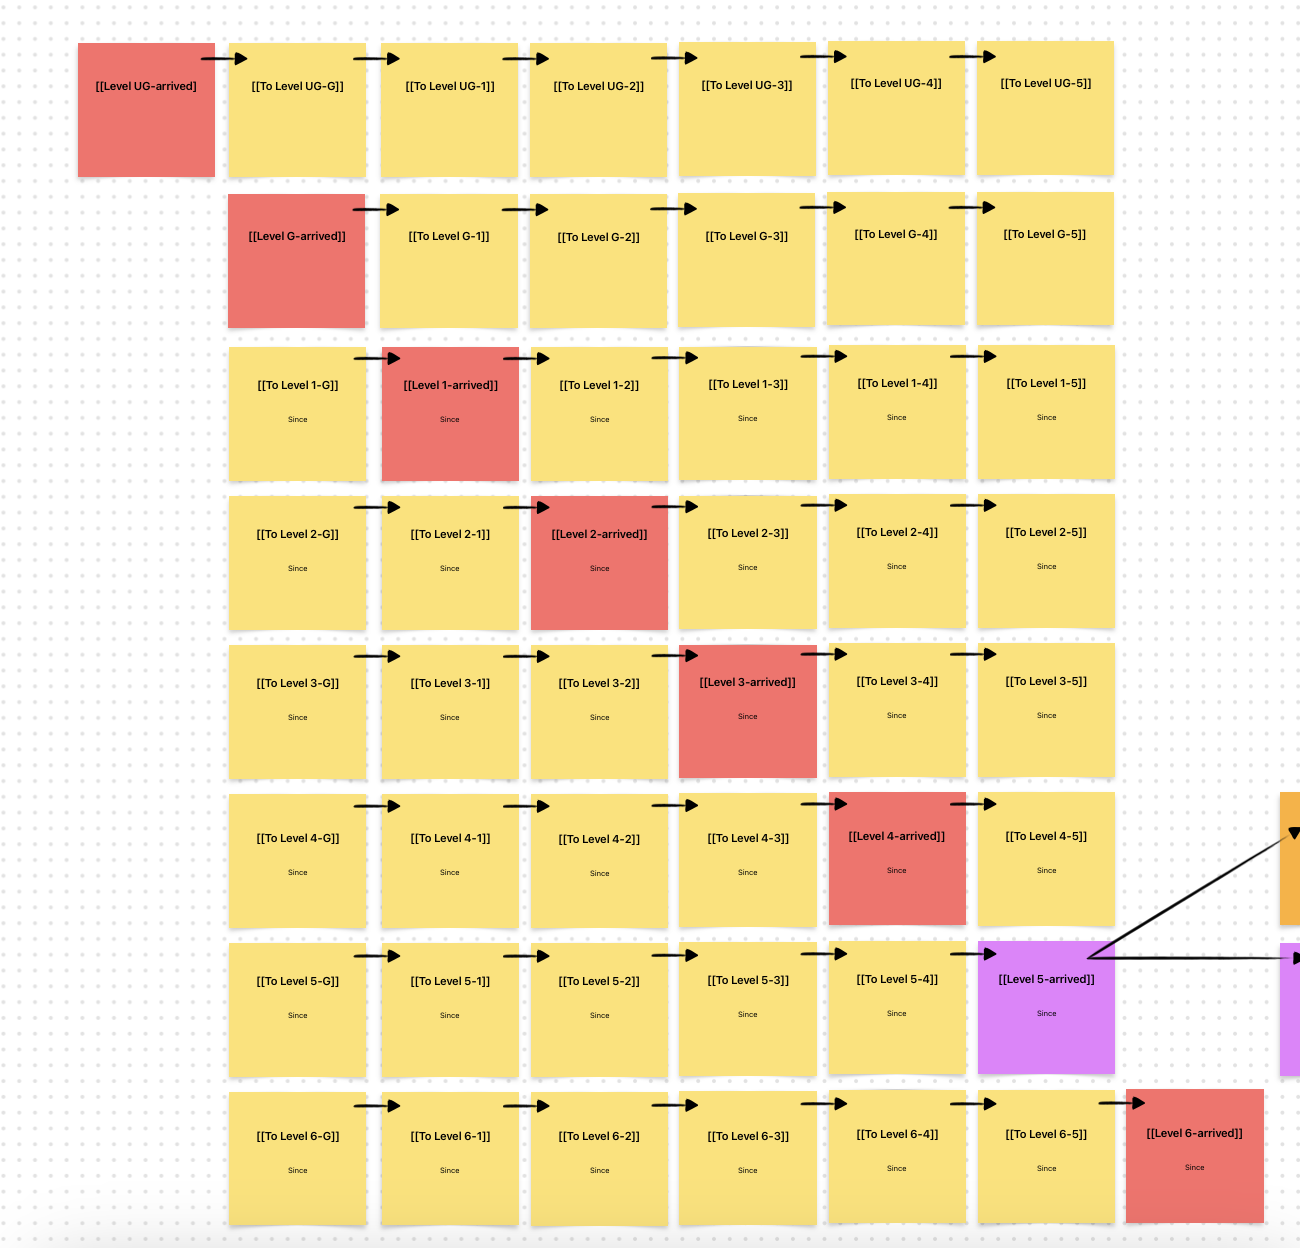 [[Level UG-arrived]
[[To Level UG-G]]
[[To Level UG-1]]
[[To Level UG-2]]
[[To Level UG-3]]
[[To Level UG-4]]
[[To Level UG-5]]
[[Level G-arrived]]
[[To Level G-1]]
[[To Level G-2]]
[[To Level G-3]]
[[To Level G-4]]
[[To Level G-5]]
[[To Level 1-G]]
Since
[[Level 1-arrived]]
Since
[[To Level 1-2]]
Since
[[To Level 1-3]]
Since
[[To Level 1-4]]
Since
[[To Level 1-5]]
Since
[[To Level 2-G]]
Since
[[To Level 2-1]]
Since
[[Level 2-arrived]]
Since
[[To Level 2-3]]
Since
[[To Level 2-4]]
Since
[[To Level 2-5]]
Since
[[To Level 3-G]]
Since
[[To Level 3-1]]
Since
[[To Level 3-2]]
Since
[[Level 3-arrived]]
Since
[[To Level 3-4]]
Since
[[To Level 3-5]]
Since
[[To Level 4-G]]
Since
[[To Level 4-1]]
Since
[[To Level 4-2]]
Since
[[To Level 4-3]]
Since
[[Level 4-arrived]]
Since
[[To Level 4-5]]
Since
[[To Level 5-G]]
Since
[[To Level 5-1]]
Since
[[To Level 5-2]]
Since
[[To Level 5-3]]
Since
[[To Level 5-4]]
Since
[[Level 5-arrived]]
Since
[[To Level 6-G]]
Since
[[To Level 6-1]]
Since
[[To Level 6-2]]
Since
[[To Level 6-3]]
Since
[[To Level 6-4]]
Since
[[To Level 6-5]]
Since
[[Level 6-arrived]]
Since